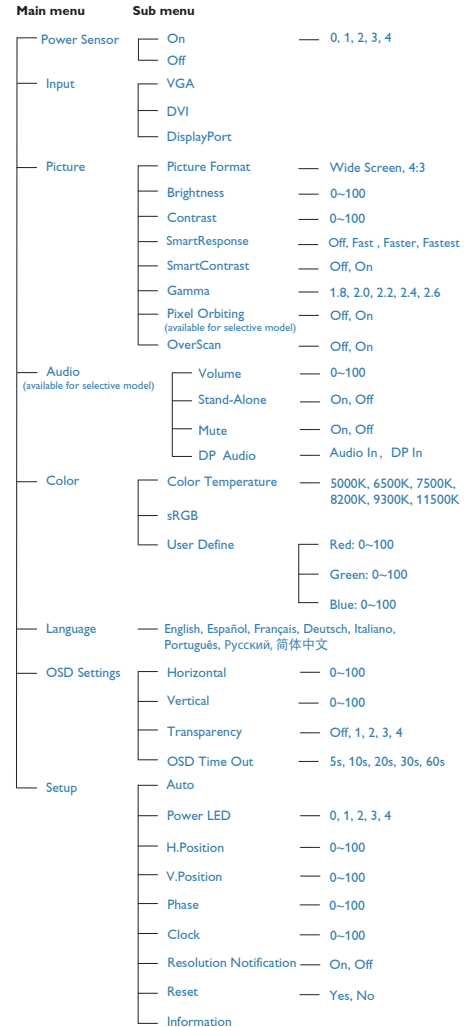 Main menu Sub menu
Power Sensor On 0, 1, 2, 3, 4
Off
Input VGA
DVI
DisplayPort
Picture Picture Format Wide Screen, 4:3
Brightness 0~100
Contrast 0~100
SmartResponse Off, Fast , Faster, Fastest
SmartContrast Off, On
Gamma 1.8, 2.0, 2.2, 2.4, 2.6
Pixel Orbiting Off, On
(available for selective model)
OverScan Off, On
Audio Volume 0~100
(available for selective model)
Stand-Alone On, Off
Mute On, Off
DP Audio Audio In, DP In
Color Color Temperature 5000K, 6500K, 7500K,
8200K, 9300K, 11500K
sRGB
User Define Red: 0~100
Green: 0~100
Blue: 0~100
Language English, Español, Français, Deutsch, Italiano,
Português, Русский, 简体中文
OSD Settings Horizontal 0~100
Vertical 0~100
Transparency Off, 1, 2, 3, 4
OSD Time Out 5s, 10s, 20s, 30s, 60s
Setup Auto
Power LED 0, 1, 2, 3, 4
H.Position 0~100
V.Position 0~100
Phase 0~100
Clock 0~100
Resolution Notification On, Off
Reset Yes, No
Information